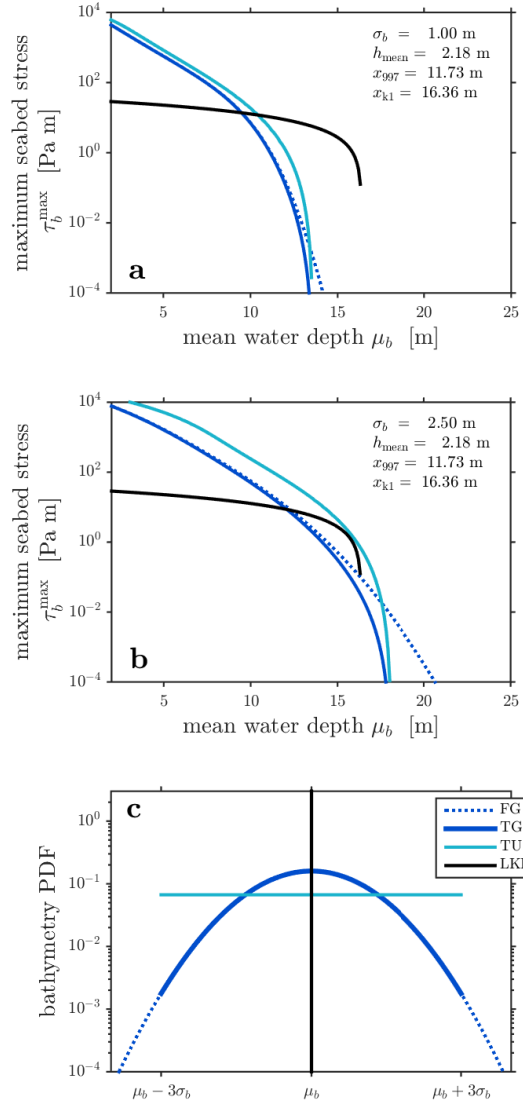 maximum seabed stress
τ_b^max [Pa m]
10^4
10^2
10^0
10^-2
10^-4
σ_b = 1.00 m
h_mean = 2.18 m
x_997 = 11.73 m
x_k1 = 16.36 m
a
5 10 15 20 25
mean water depth μ_b [m]
maximum seabed stress
τ_b^max [Pa m]
10^4
10^2
10^0
10^-2
10^-4
σ_b = 2.50 m
h_mean = 2.18 m
x_997 = 11.73 m
x_k1 = 16.36 m
b
5 10 15 20 25
mean water depth μ_b [m]
bathymetry PDF
10^0
10^-1
10^-2
10^-3
10^-4
c
FG
TG
TU
μ_b − 3σ_b μ_b μ_b + 3σ_b